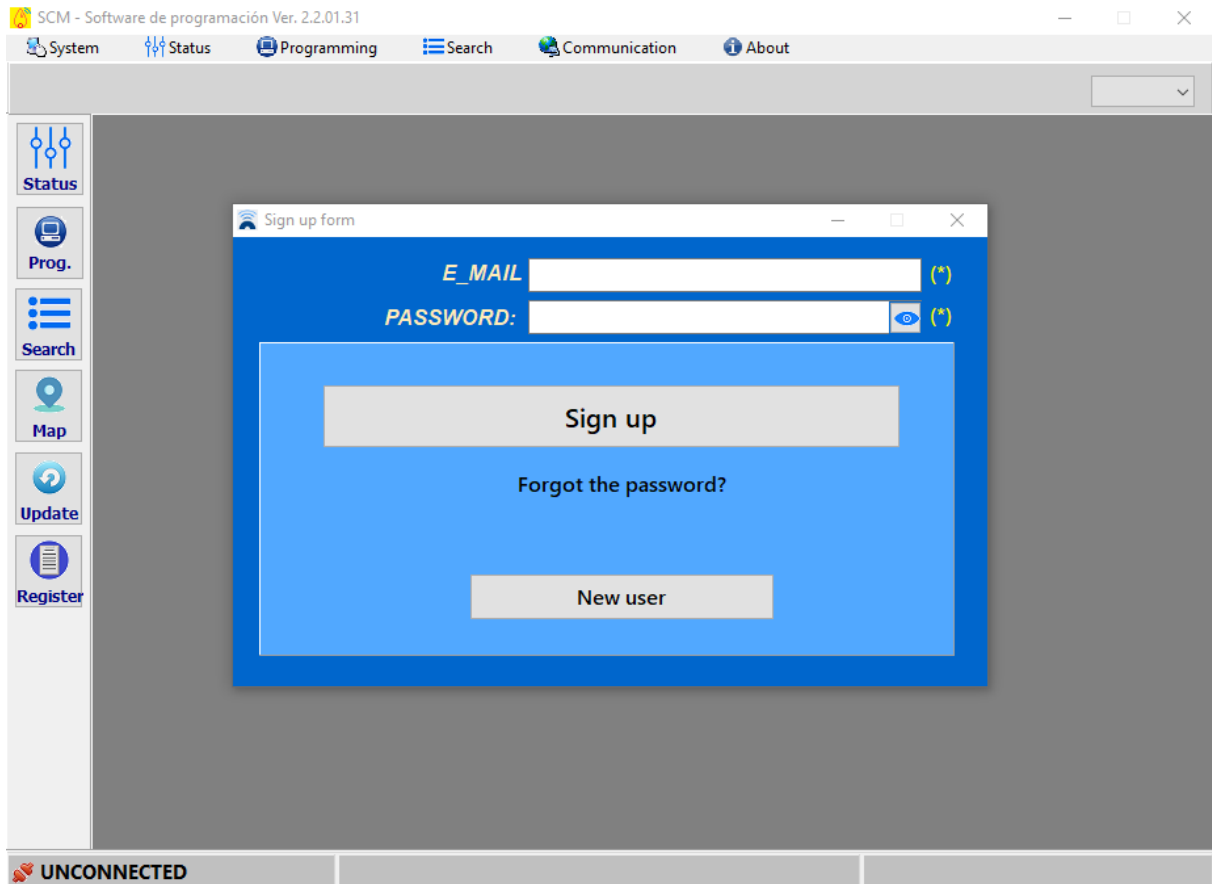 SCM - Software de programación Ver. 2.2.01.31
System Status Programming Search Communication About
Status
Prog.
Search
Map
Update
Register
Sign up form
E_MAIL (*)
PASSWORD: (*)
Sign up
Forgot the password?
New user
UNCONNECTED